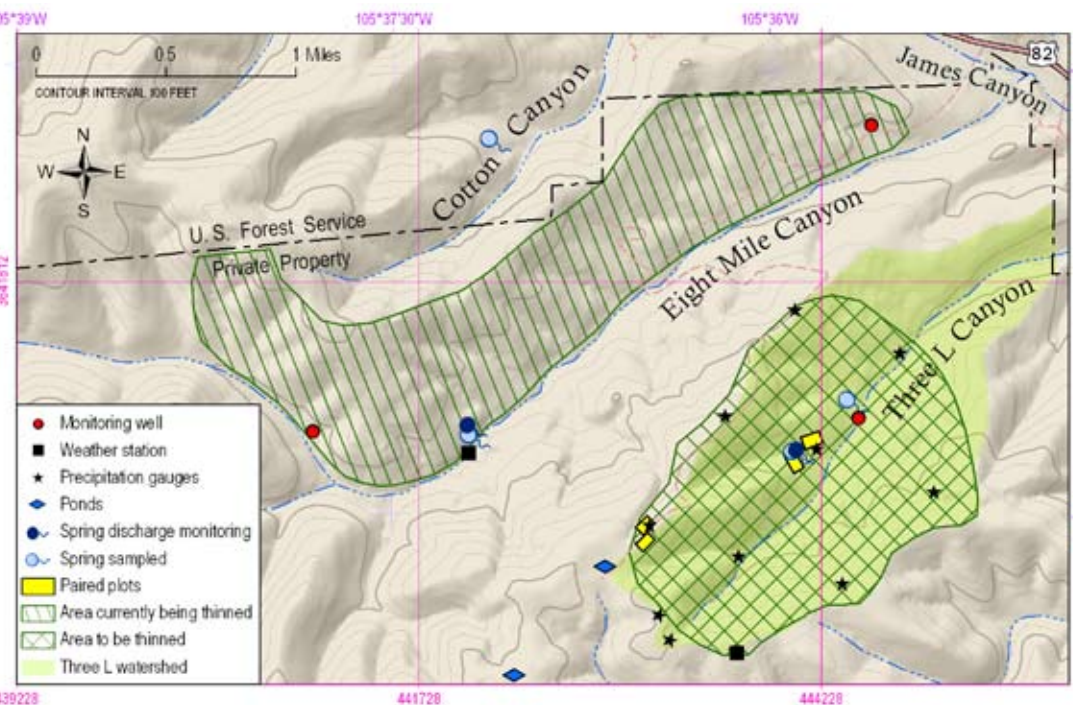 105°37'30"W
105°36'W
0 0.5 1 Miles
CONTOUR INTERVAL 100 FEET
N
W E
S
Cotton Canyon
James Canyon
82
U.S. Forest Service
Private Property
Eight Mile Canyon
Three L Canyon
Monitoring well
Weather station
Precipitation gauges
Ponds
Spring discharge monitoring
Spring sampled
Paired plots
Area currently being thinned
Area to be thinned
Three L watershed
441728
444228